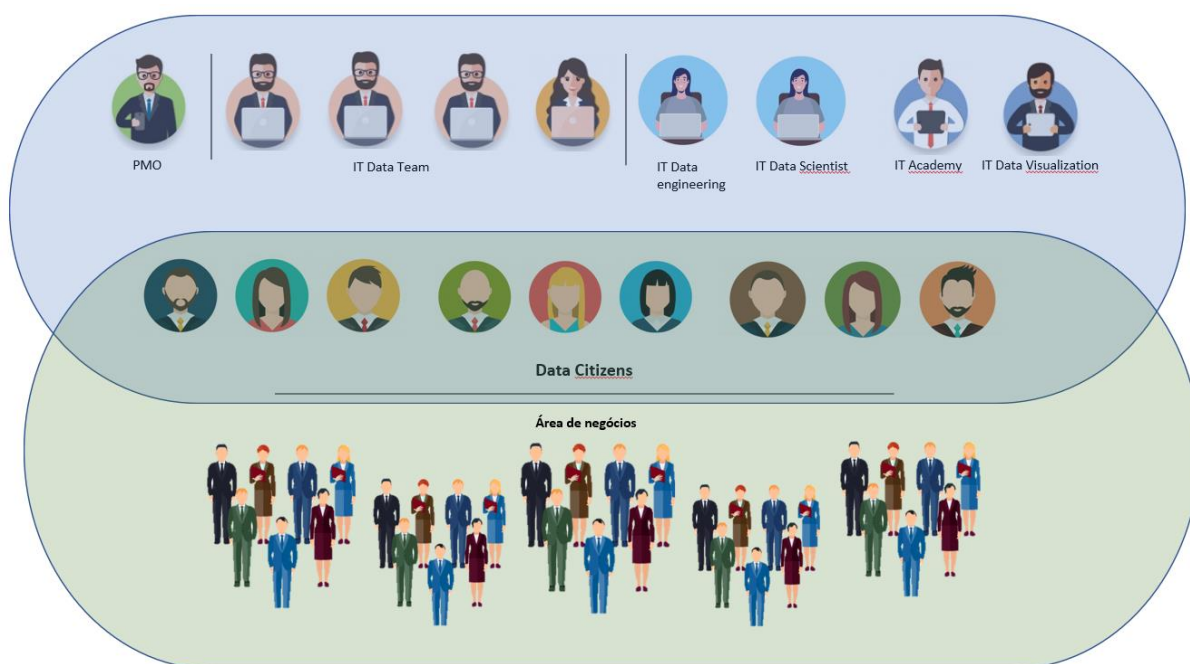 PMO
IT Data Team
IT Data
engineering
IT Data Scientist
IT Academy
IT Data Visualization
Data Citizens
Área de negócios